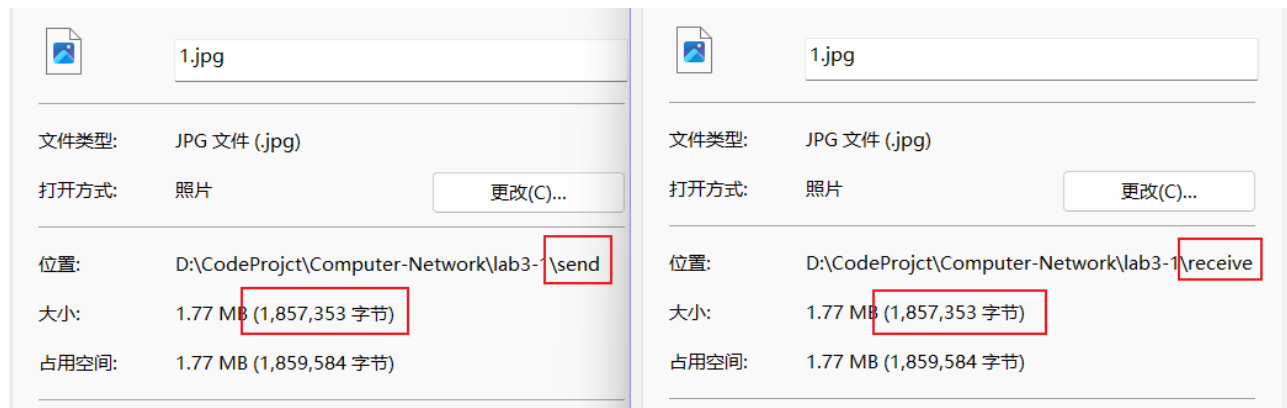 1.jpg
文件类型: JPG 文件 (.jpg)
打开方式: 照片 更改(C)...
位置: D:\CodeProjct\Computer-Network\lab3-1\send
大小: 1.77 MB (1,857,353 字节)
占用空间: 1.77 MB (1,859,584 字节)
1.jpg
文件类型: JPG 文件 (.jpg)
打开方式: 照片 更改(C)...
位置: D:\CodeProjct\Computer-Network\lab3-1\receive
大小: 1.77 MB (1,857,353 字节)
占用空间: 1.77 MB (1,859,584 字节)